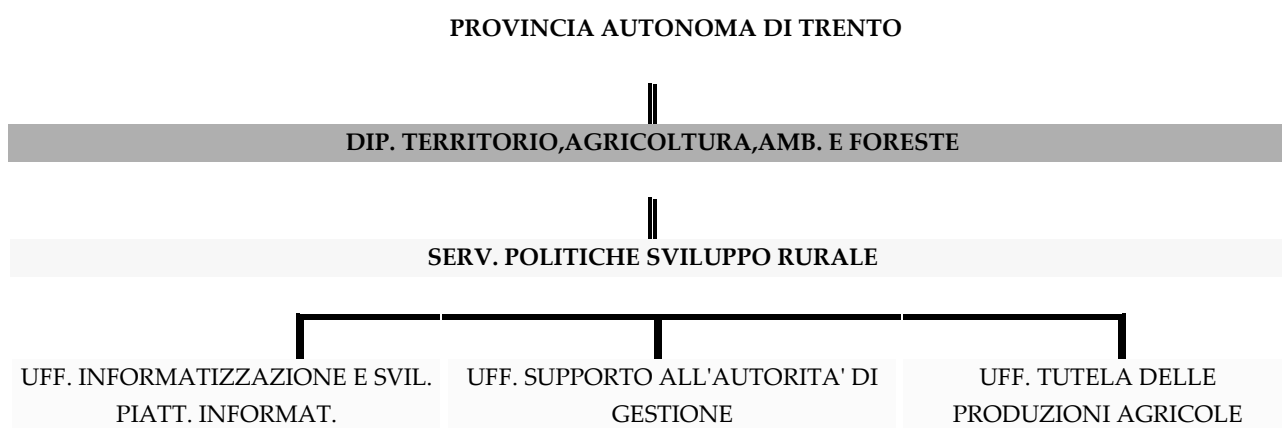 PROVINCIA AUTONOMA DI TRENTO
DIP. TERRITORIO,AGRICOLTURA,AMB. E FORESTE
SERV. POLITICHE SVILUPPO RURALE
UFF. INFORMATIZZAZIONE E SVIL.
PIATT. INFORMAT.
UFF. SUPPORTO ALL'AUTORITA' DI
GESTIONE
UFF. TUTELA DELLE
PRODUZIONI AGRICOLE